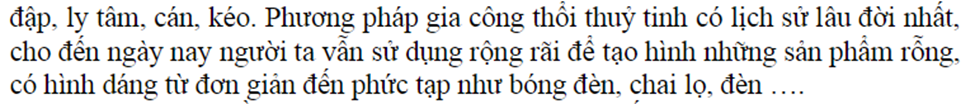 đập, ly tâm, cán, kéo. Phương pháp gia công thổi thuỷ tinh có lịch sử lâu đời nhất,
cho đến ngày nay người ta vẫn sử dụng rộng rãi để tạo hình những sản phẩm rỗng,
có hình dáng từ đơn giản đến phức tạp như bóng đèn, chai lọ, đèn ….